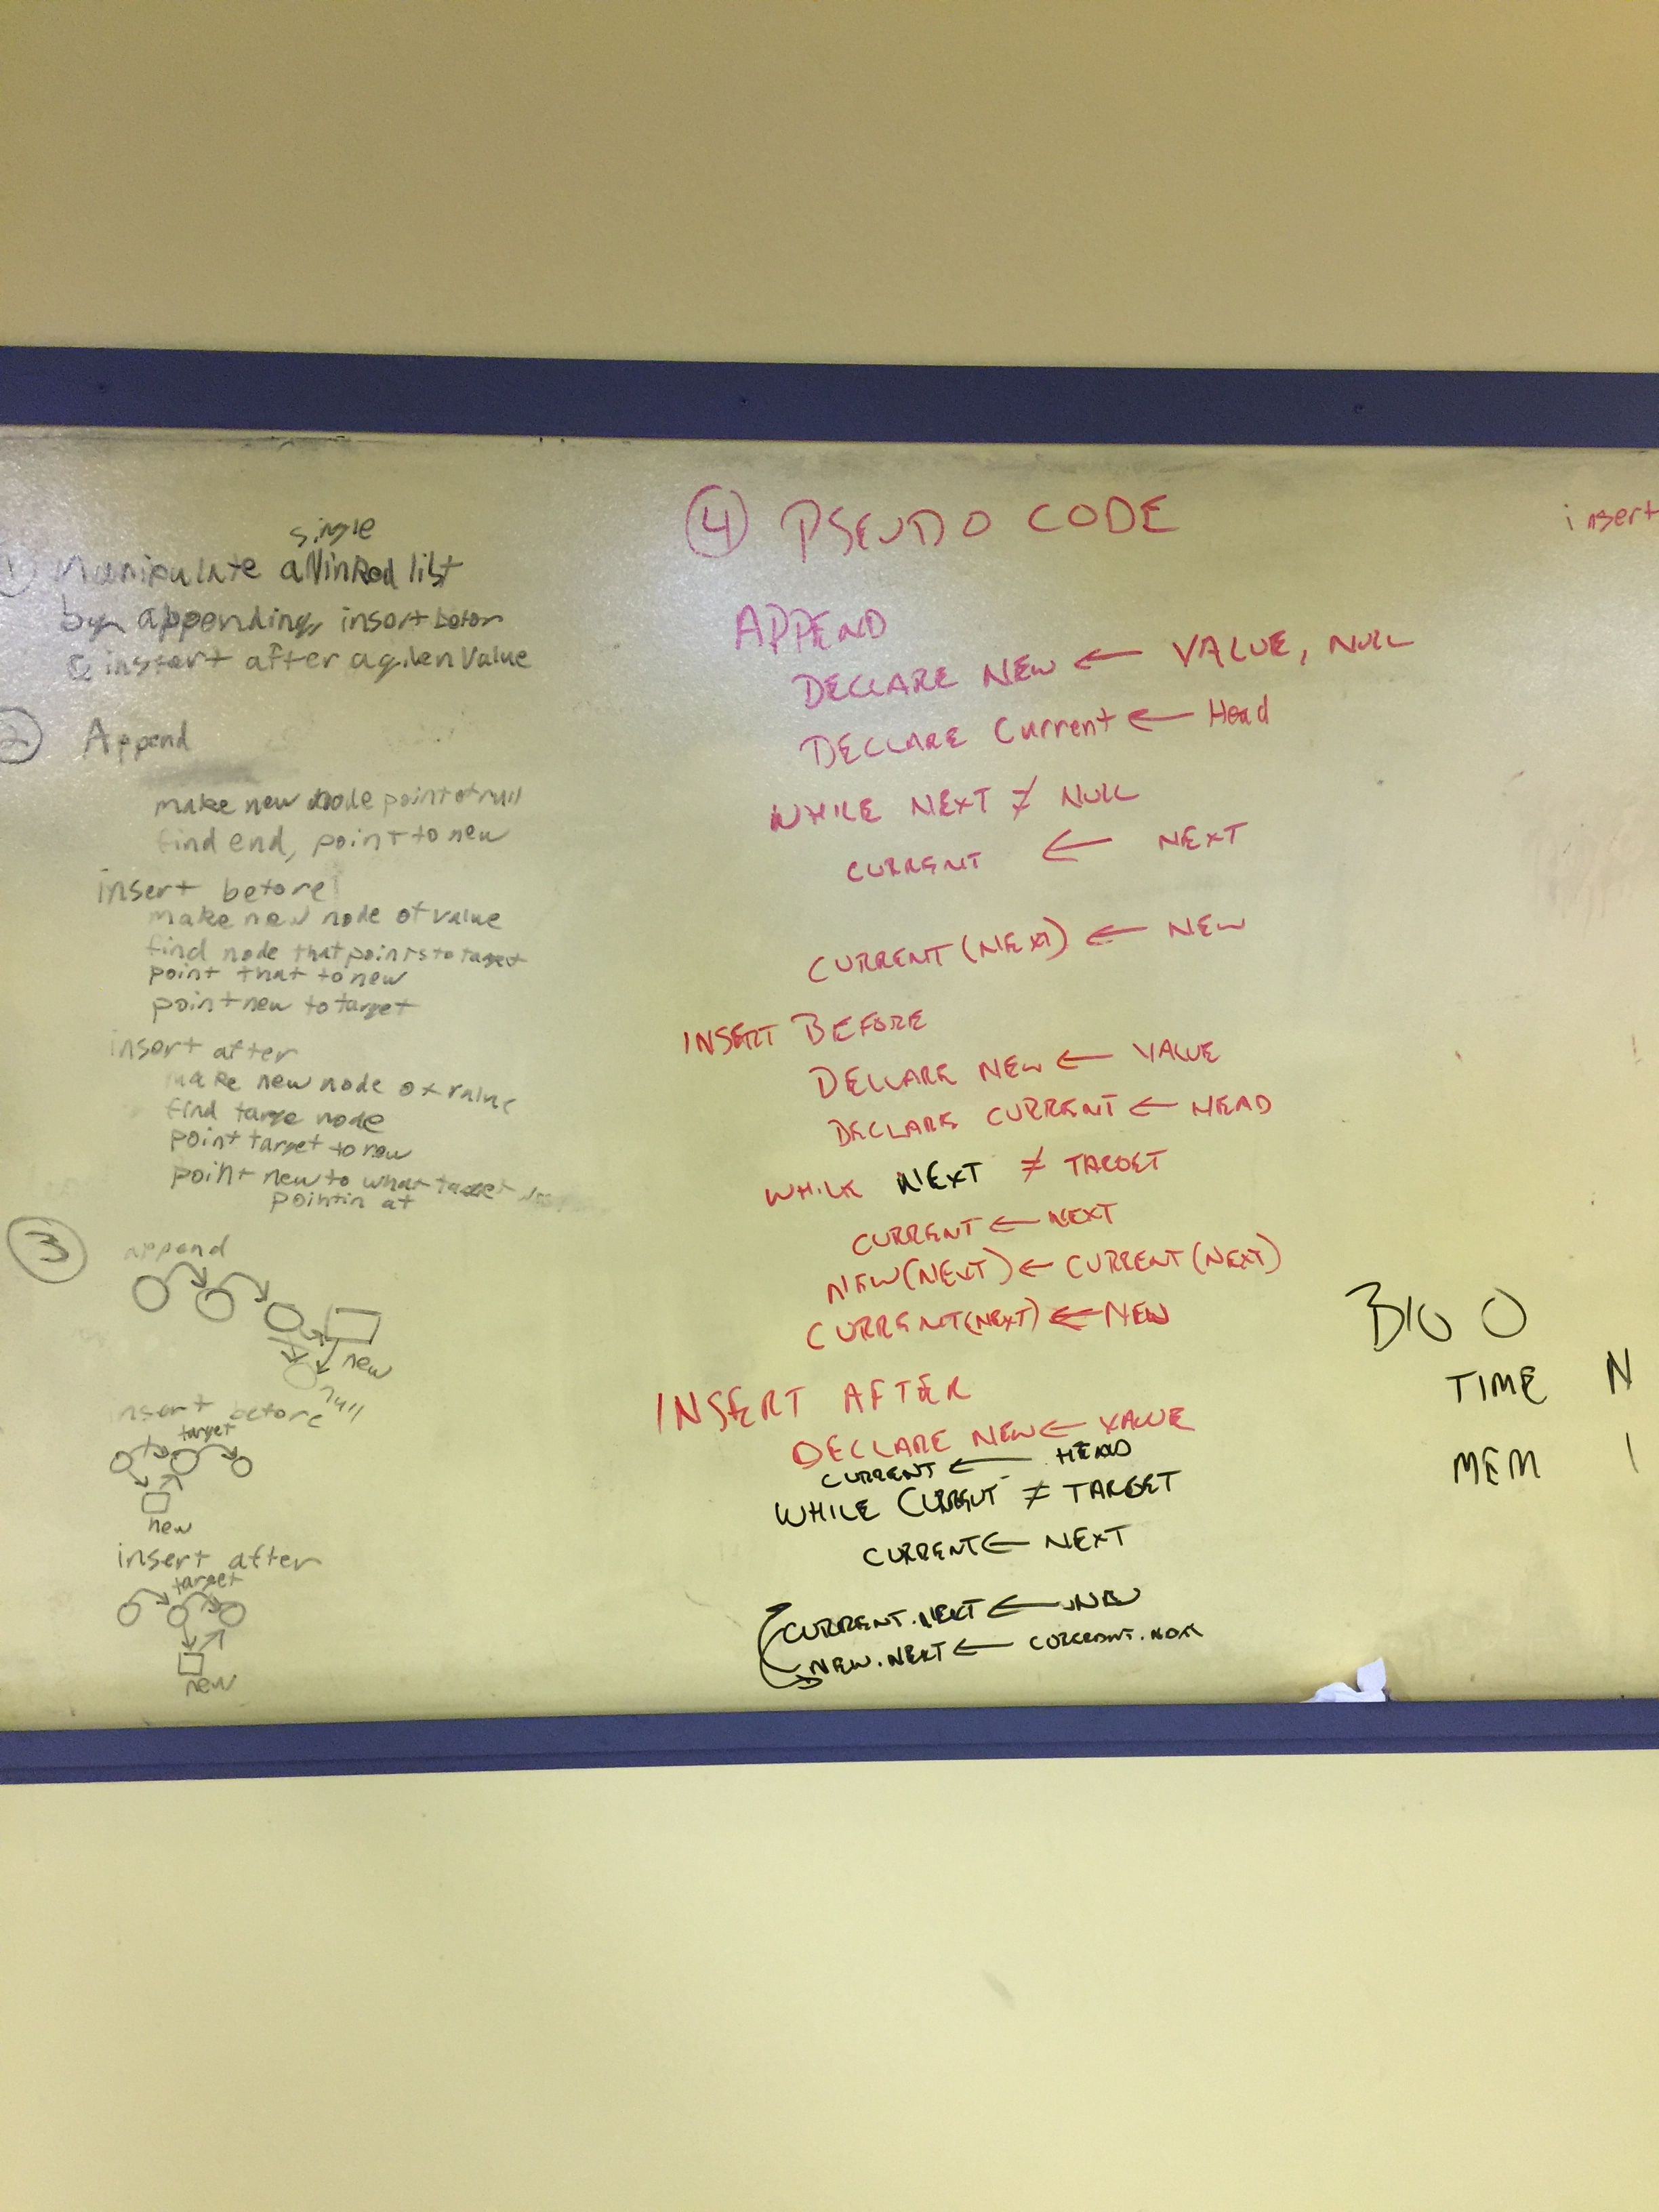 single
① Manipulate a linked list
by appending, insert before
& instert after a given Value
② Append
make new node point at null
find end, point to new
insert before
make new node of value
find node that points to target
point that to new
point new to target
insert after
make new node of value
find targe node
point target to new
point new to what target
pointin at
③ append
new
null
insert before
target
new
insert after
target
new
④ PSEUDO CODE
APPEND
DECLARE NEW ← VALUE, NULL
DECLARE Current ← Head
WHILE NEXT ≠ NULL
CURRENT ← NEXT
CURRENT(NEXT) ← NEW
INSERT BEFORE
DECLARE NEW ← VALUE
DECLARE CURRENT ← HEAD
WHILE NEXT ≠ TARGET
CURRENT ← NEXT
NEW(NEXT) ← CURRENT(NEXT)
CURRENT(NEXT) ← NEW
INSERT AFTER
DECLARE NEW ← VALUE
CURRENT ← HEAD
WHILE CURRENT ≠ TARGET
CURRENT ← NEXT
CURRENT.NEXT ← NEW
NEW.NEXT ← CURRENT.NEXT
insert
BIG O
TIME N
MEM 1